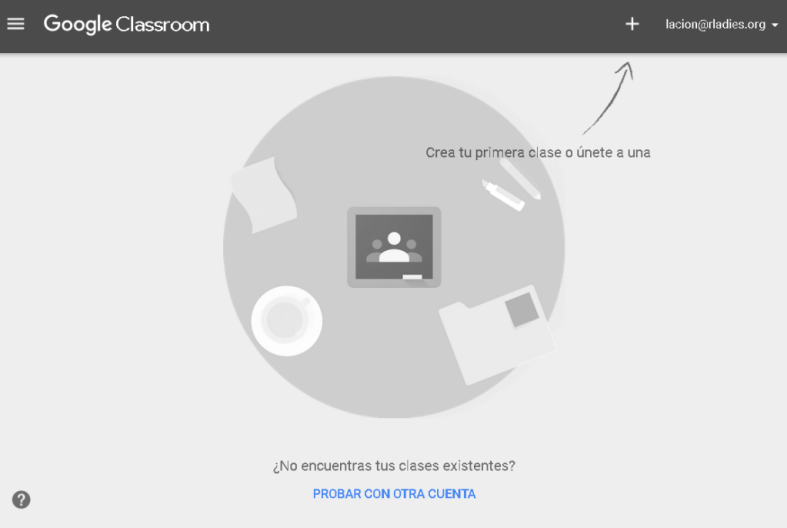 Google Classroom
lacion@rladies.org
Crea tu primera clase o únete a una
¿No encuentras tus clases existentes?
PROBAR CON OTRA CUENTA
?